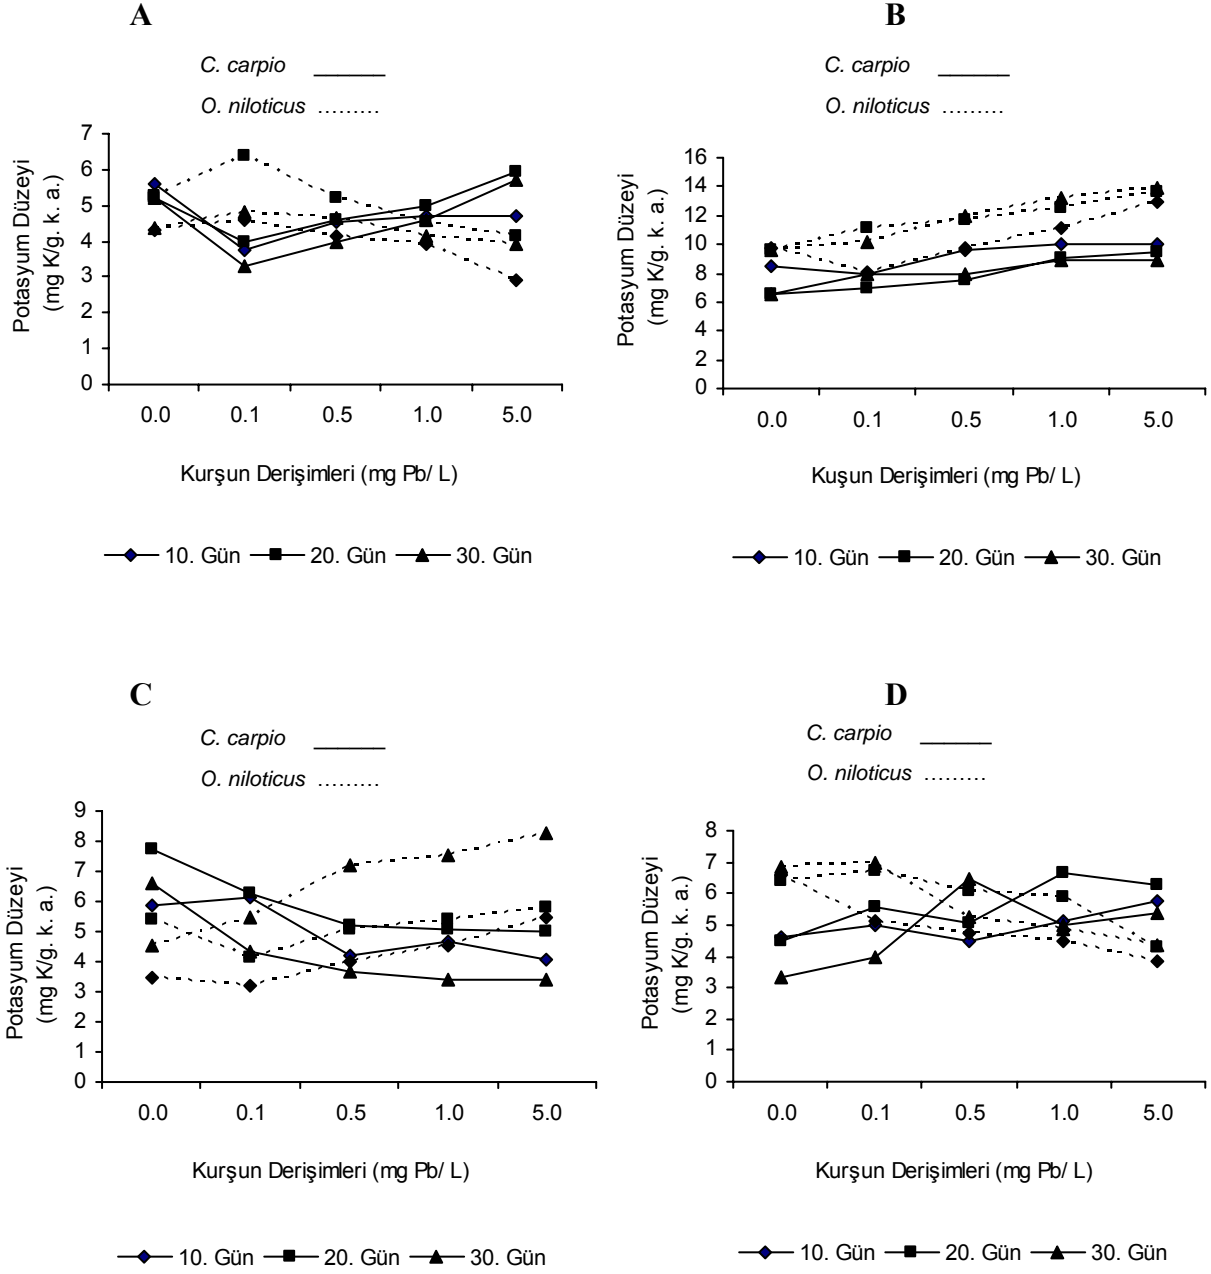 A
C. carpio ______
O. niloticus .........
Potasyum Düzeyi
(mg K/g. k. a.)
7
6
5
4
3
2
1
0
0.0 0.1 0.5 1.0 5.0
Kurşun Derişimleri (mg Pb/ L)
10. Gün 20. Gün 30. Gün
B
C. carpio ______
O. niloticus .........
Potasyum Düzeyi
(mg K/g. k. a.)
16
14
12
10
8
6
4
2
0
0.0 0.1 0.5 1.0 5.0
Kuşun Derişimleri (mg Pb/ L)
10. Gün 20. Gün 30. Gün
C
C. carpio ______
O. niloticus .........
Potasyum Düzeyi
(mg K/g. k. a.)
9
8
7
6
5
4
3
2
1
0
0.0 0.1 0.5 1.0 5.0
Kurşun Derişimleri (mg Pb/ L)
10. Gün 20. Gün 30. Gün
D
C. carpio ______
O. niloticus .........
Potasyum Düzeyi
(mg K/g. k. a.)
8
7
6
5
4
3
2
1
0
0.0 0.1 0.5 1.0 5.0
Kurşun Derişimleri (mg Pb/ L)
10. Gün 20. Gün 30. Gün